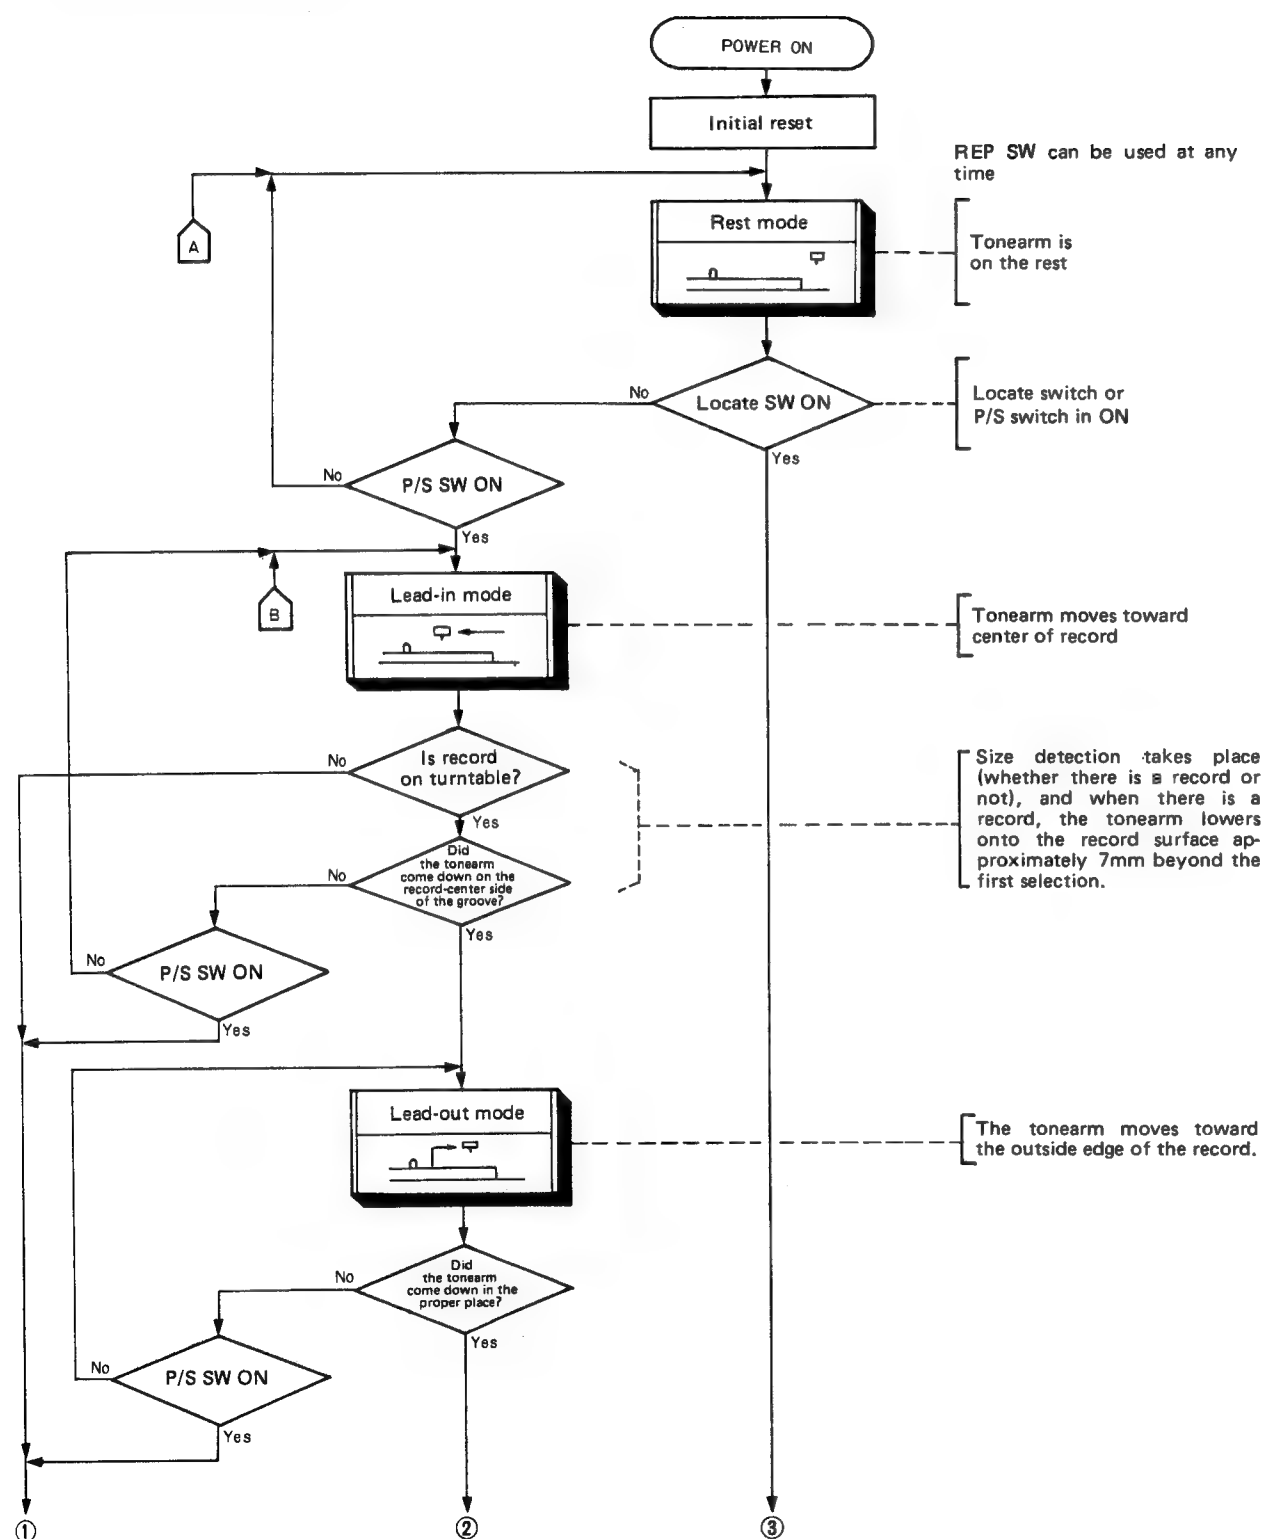 POWER ON
Initial reset
REP SW can be used at any
time
A
Rest mode
Tonearm is
on the rest
No
Locate SW ON
Locate switch or
P/S switch in ON
Yes
No
P/S SW ON
Yes
B
Lead-in mode
Tonearm moves toward
center of record
No
Is record
on turntable?
Yes
Size detection takes place
(whether there is a record or
not), and when there is a
record, the tonearm lowers
onto the record surface ap-
proximately 7mm beyond the
first selection.
No
Did
the tonearm
come down on the
record-center side
of the groove?
Yes
No
P/S SW ON
Yes
Lead-out mode
The tonearm moves toward
the outside edge of the record.
No
Did
the tonearm
come down in the
proper place?
Yes
No
P/S SW ON
Yes
①
②
③